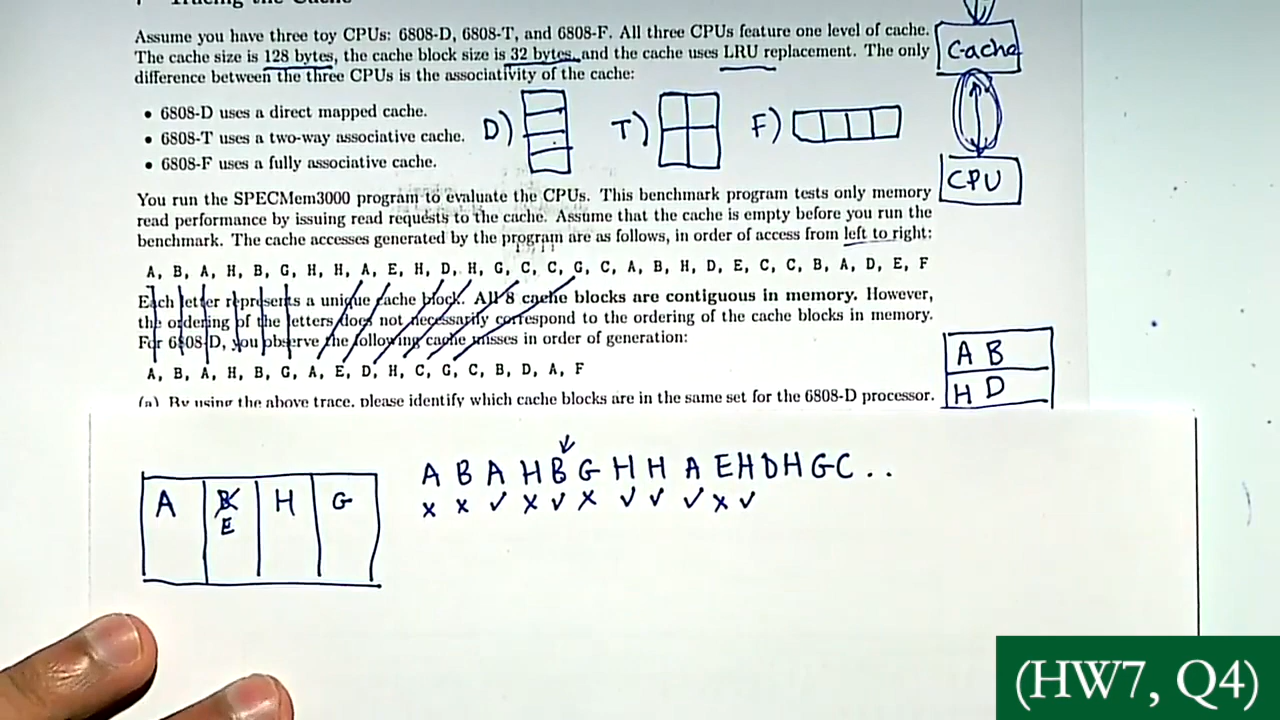 Assume you have three toy CPUs: 6808-D, 6808-T, and 6808-F. All three CPUs feature one level of cache.
The cache size is 128 bytes, the cache block size is 32 bytes, and the cache uses LRU replacement. The only
difference between the three CPUs is the associativity of the cache:
• 6808-D uses a direct mapped cache.
• 6808-T uses a two-way associative cache.
• 6808-F uses a fully associative cache.
D) T) F)
Cache
CPU
You run the SPECMem3000 program to evaluate the CPUs. This benchmark program tests only memory
read performance by issuing read requests to the cache. Assume that the cache is empty before you run the
benchmark. The cache accesses generated by the program are as follows, in order of access from left to right:
A, B, A, H, B, G, H, H, A, E, H, D, H, G, C, C, G, C, A, B, H, D, E, C, C, B, A, D, E, F
Each letter represents a unique cache block. All 8 cache blocks are contiguous in memory. However,
the ordering of the letters does not necessarily correspond to the ordering of the cache blocks in memory.
For 6808-D, you observe the following cache misses in order of generation:
A, B, A, H, B, G, A, E, D, H, C, G, C, B, D, A, F
(a) By using the above trace, please identify which cache blocks are in the same set for the 6808-D processor.
A B
H D
A B H G
E
A B A H B G H H A E H D H G C . .
x x ✓ x ✓ x ✓ ✓ ✓ x ✓
(HW7, Q4)